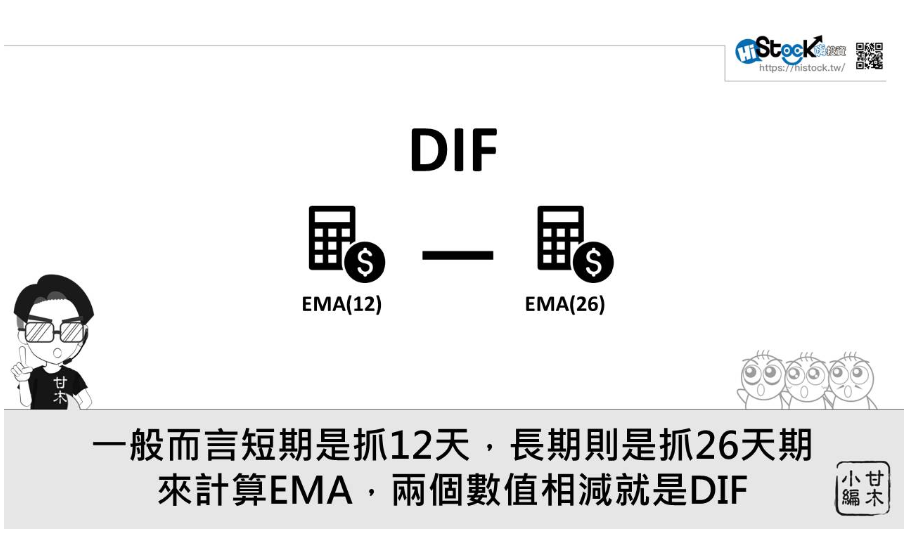 HiStock嗨投資
https://histock.tw/
DIF
$ — $
EMA(12) EMA(26)
甘木
一般而言短期是抓12天，長期則是抓26天期
來計算EMA，兩個數值相減就是DIF
甘木
小編